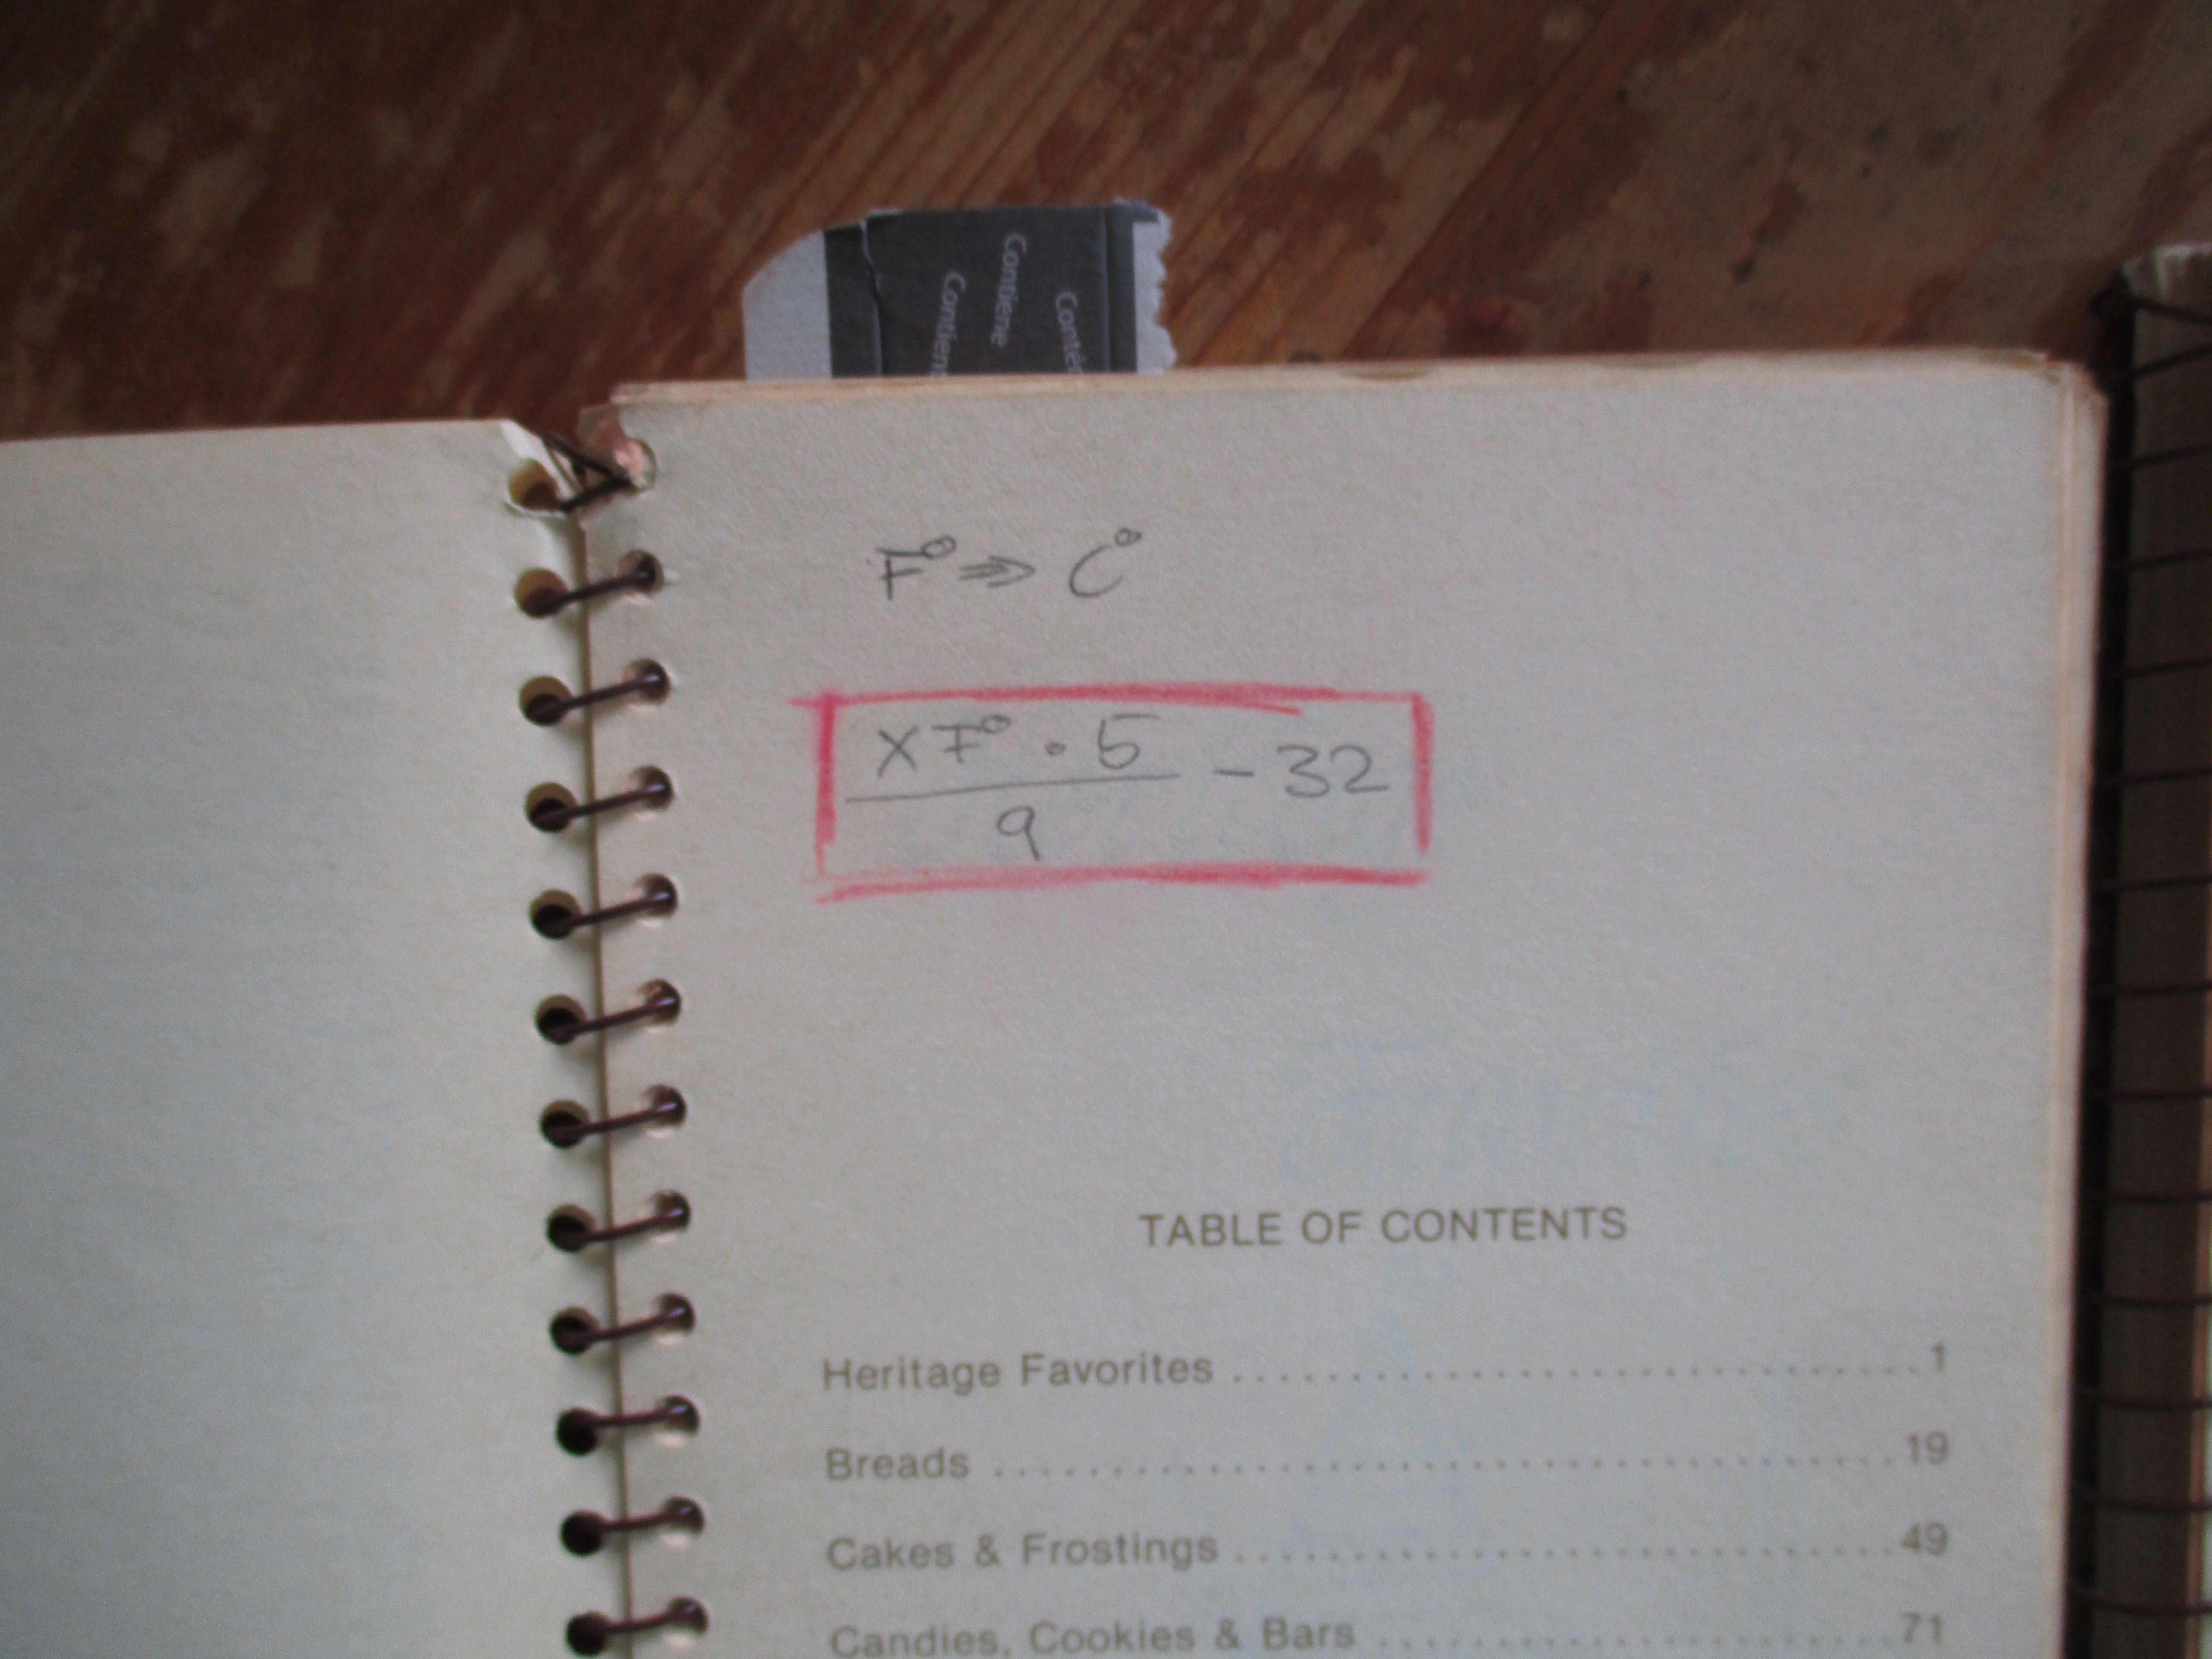 Contiene
Contiene
F° ⇒ C°
xF° · 5
9
- 32
TABLE OF CONTENTS
Heritage Favorites ........................ 1
Breads ........................ 19
Cakes & Frostings ........................ 49
Candies, Cookies & Bars ........................ 71